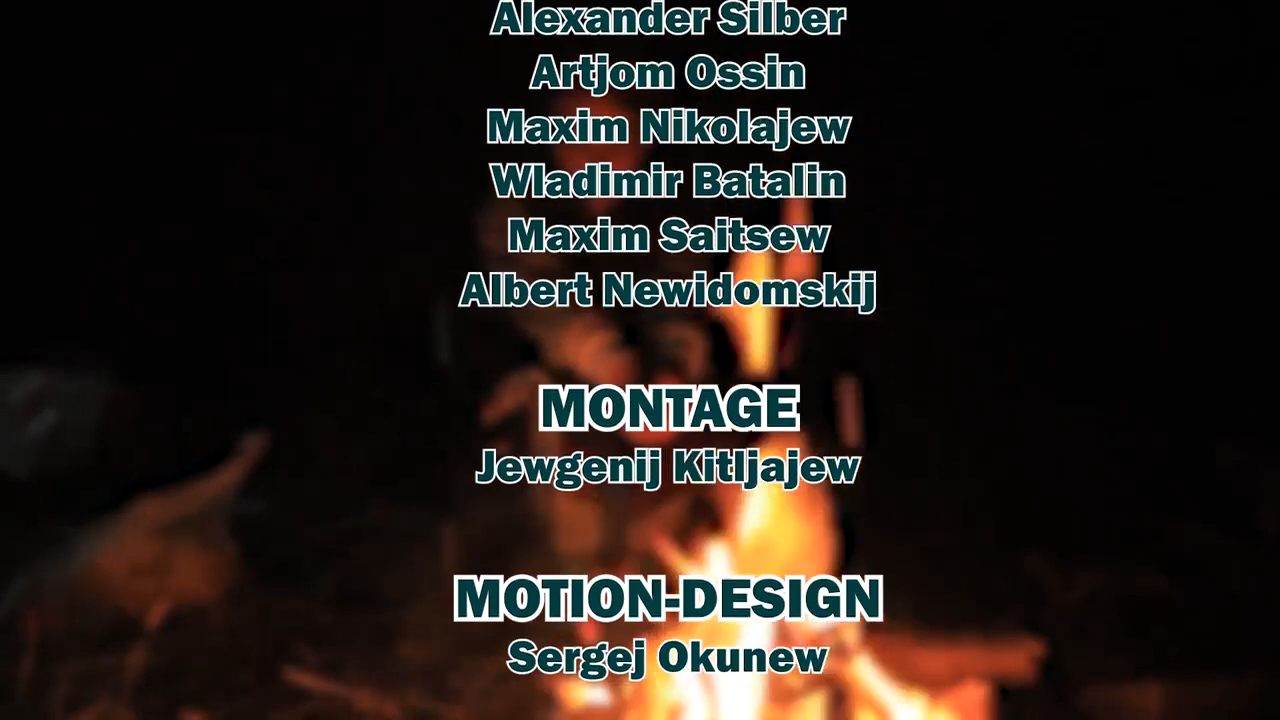 Alexander Silber
Artjom Ossin
Maxim Nikolajew
Wladimir Batalin
Maxim Saitsew
Albert Newidomskij
MONTAGE
Jewgenij Kitljajew
MOTION-DESIGN
Sergej Okunew